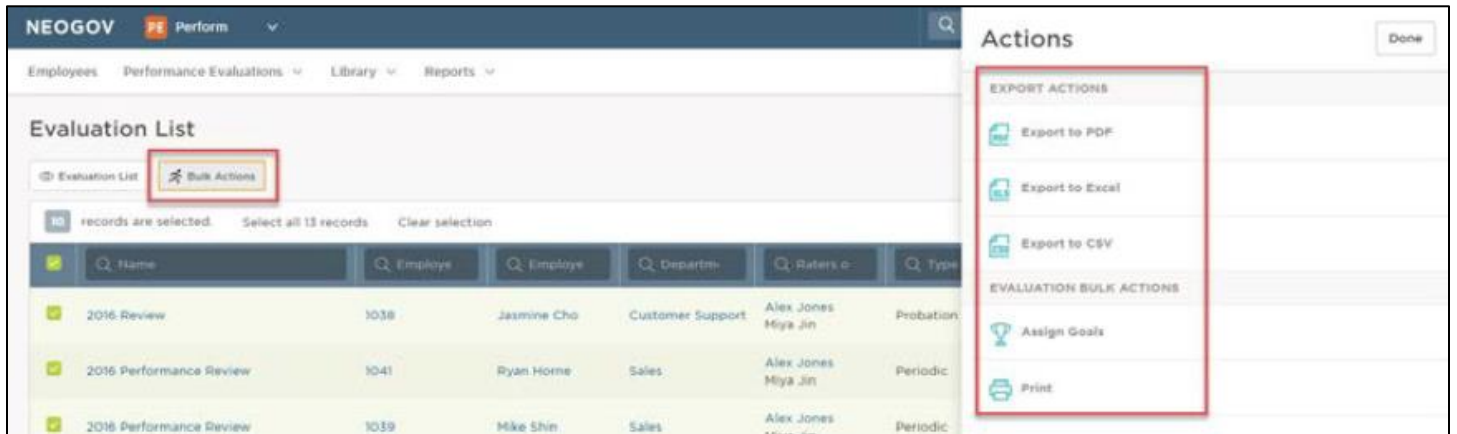 NEOGOV PE Perform
Actions Done
Employees Performance Evaluations Library Reports
EXPORT ACTIONS
Evaluation List
Export to PDF
Evaluation List Bulk Actions
Export to Excel
10 records are selected. Select all 13 records Clear selection
Export to CSV
Name Employe Employe Departm Raters o Type
EVALUATION BULK ACTIONS
2016 Review 1038 Jasmine Cho Customer Support Alex Jones Probation
Miya Jin
Assign Goals
2016 Performance Review 1041 Ryan Horne Sales Alex Jones Periodic
Miya Jin
Print
2016 Performance Review 1039 Mike Shin Sales Alex Jones Periodic